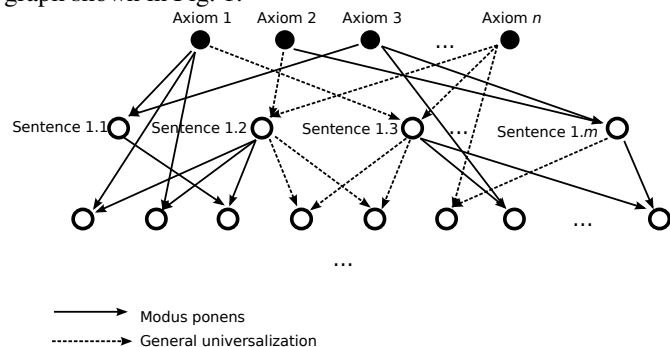 graph shown in Fig. 1.
Axiom 1 Axiom 2 Axiom 3 ... Axiom n
Sentence 1.1 Sentence 1.2 Sentence 1.3 ... Sentence 1.m
...
...
Modus ponens
General universalization